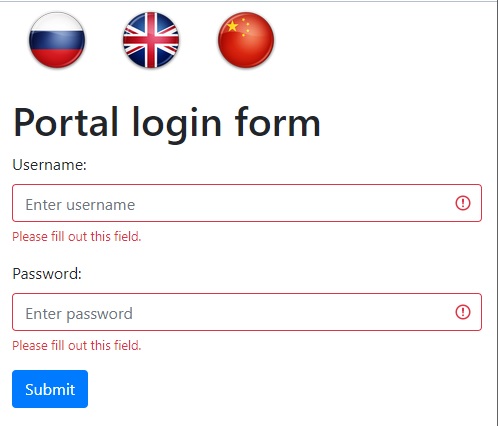 Portal login form
Username:
Enter username
Please fill out this field.
Password:
Enter password
Please fill out this field.
Submit